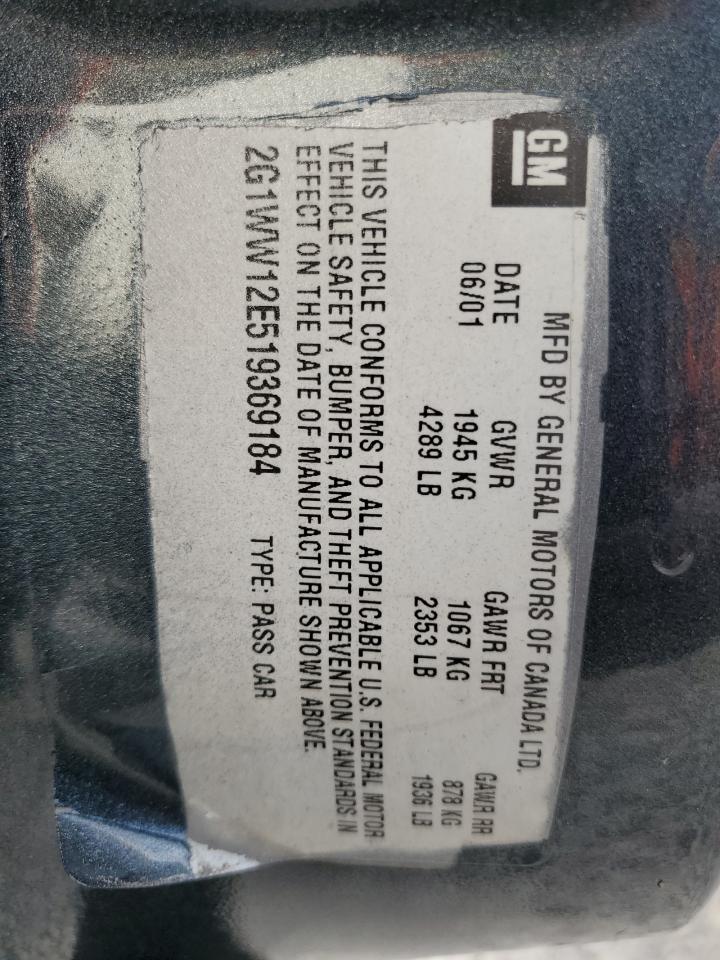 GM
MFD BY GENERAL MOTORS OF CANADA LTD.
DATE GVWR GAWR FRT GAWR RR
06/01 1945 KG 1067 KG 878 KG
4289 LB 2353 LB 1936 LB
THIS VEHICLE CONFORMS TO ALL APPLICABLE U.S. FEDERAL MOTOR
VEHICLE SAFETY, BUMPER, AND THEFT PREVENTION STANDARDS IN
EFFECT ON THE DATE OF MANUFACTURE SHOWN ABOVE.
2G1WW12E519369184 TYPE: PASS CAR